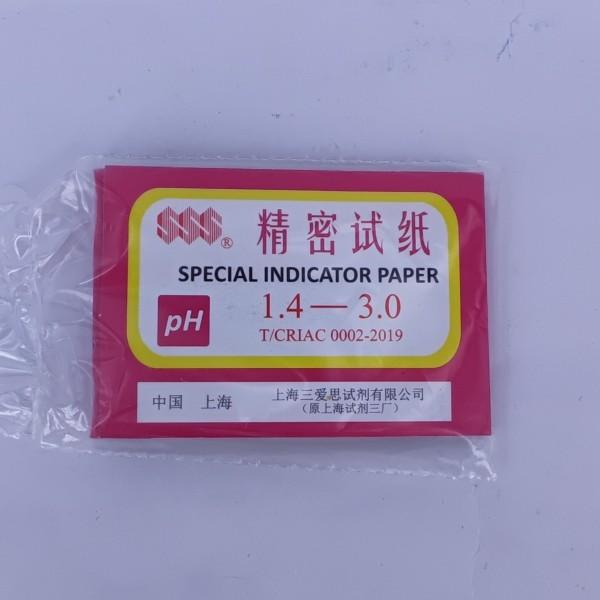 SSS®
精密试纸
SPECIAL INDICATOR PAPER
pH
1.4 — 3.0
T/CRIAC 0002-2019
中国 上海
上海三爱思试剂有限公司
（原上海试剂三厂）